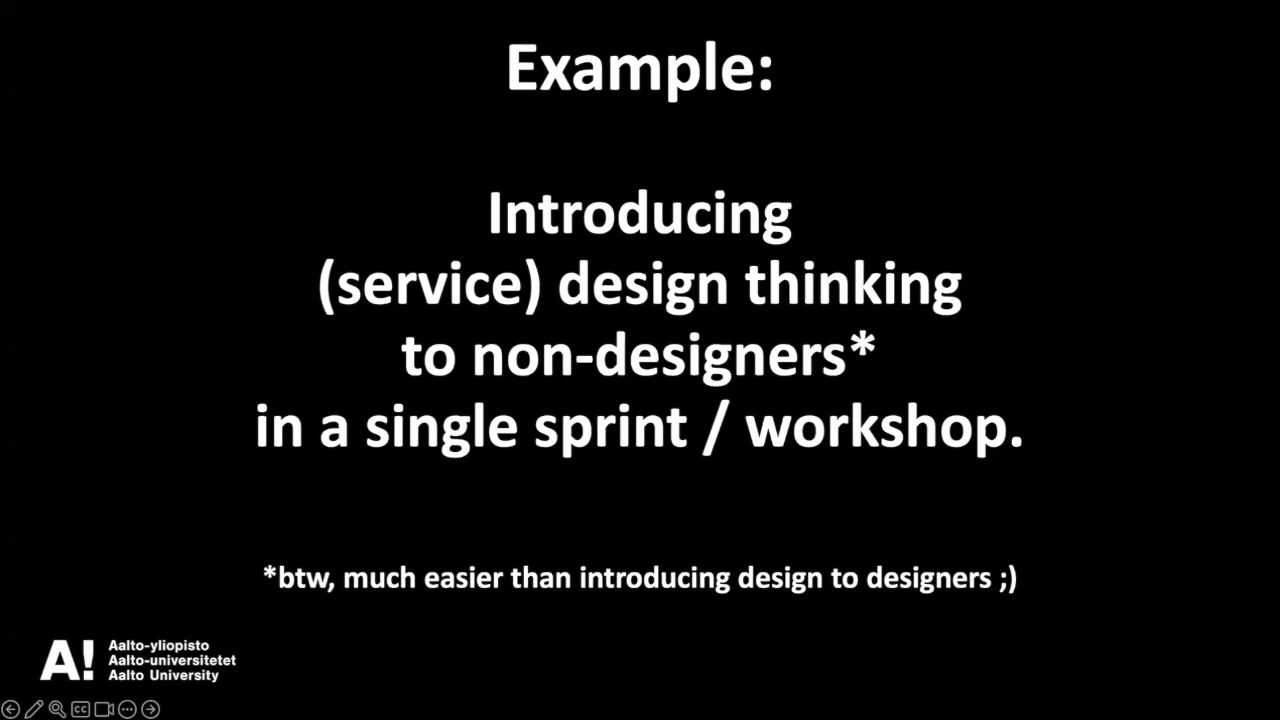 Example:
Introducing
(service) design thinking
to non-designers*
in a single sprint / workshop.
*btw, much easier than introducing design to designers ;)
A!
Aalto-yliopisto
Aalto-universitetet
Aalto University
CC